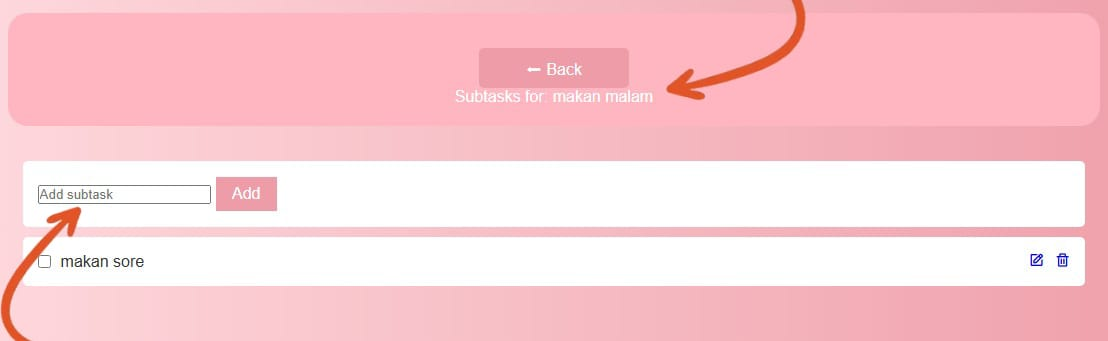 ← Back
Subtasks for: makan malam
Add subtask Add
makan sore